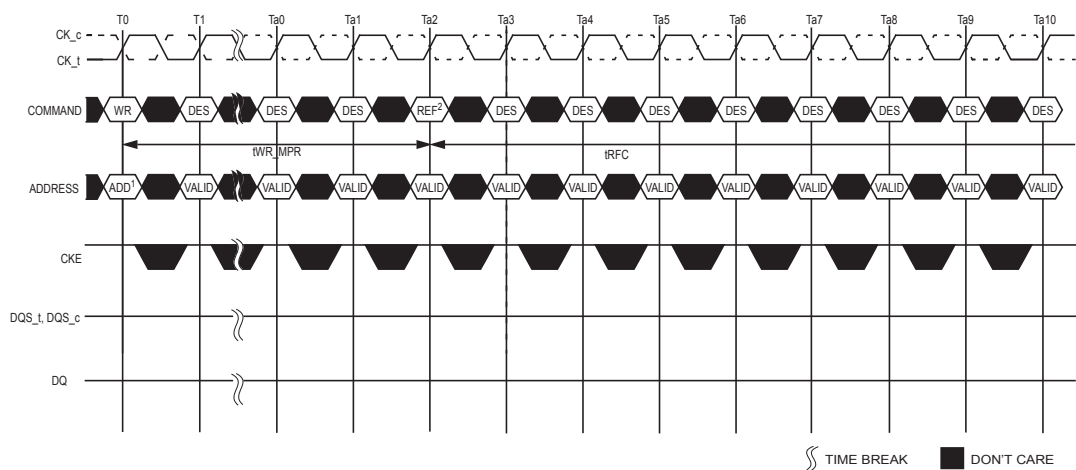 T0 T1 Ta0 Ta1 Ta2 Ta3 Ta4 Ta5 Ta6 Ta7 Ta8 Ta9 Ta10
CK_c
CK_t
COMMAND WR DES DES DES REF² DES DES DES DES DES DES DES DES
tWR_MPR tRFC
ADDRESS ADD¹ VALID VALID VALID VALID VALID VALID VALID VALID VALID VALID VALID VALID
CKE
DQS_t, DQS_c
DQ
TIME BREAK DON'T CARE